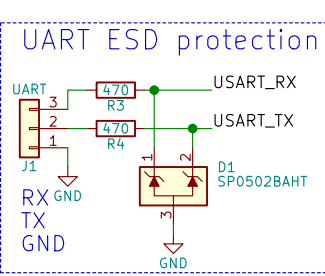 UART ESD protection
UART
3
2
1
J1
470
R3
470
R4
USART_RX
USART_TX
1
2
3
D1
SP0502BAHT
GND
RX
TX
GND
GND